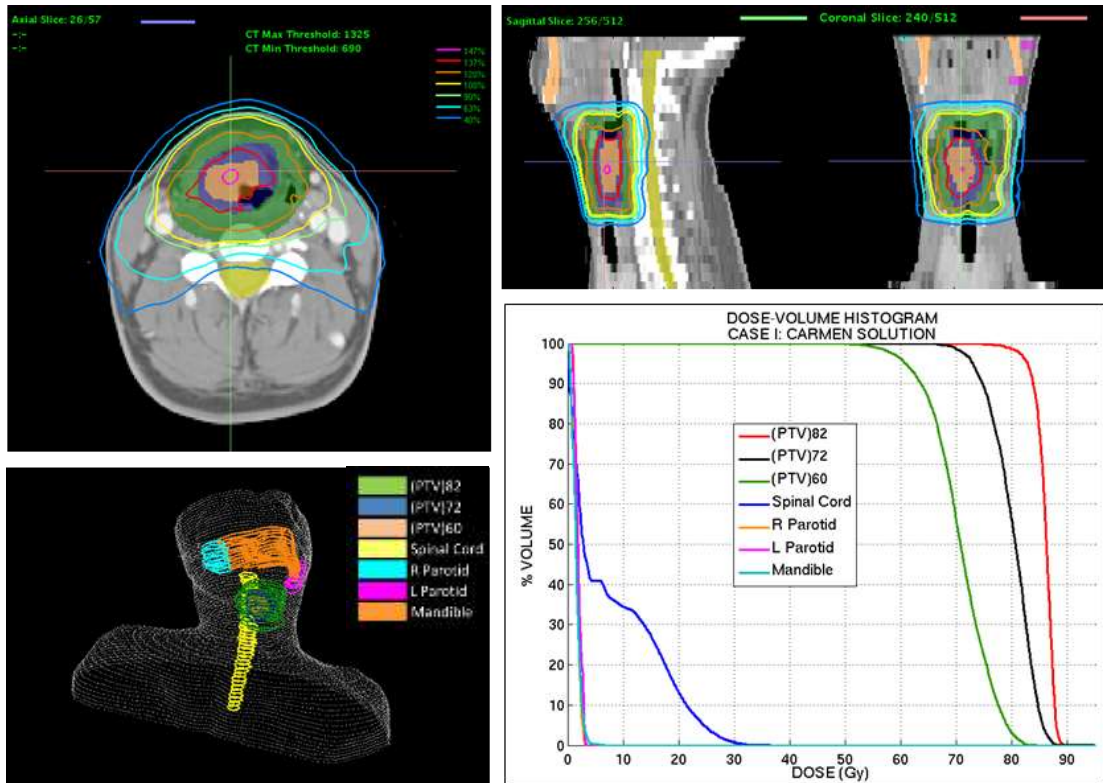 Axial Slice: 26/57
-:-
-:-
CT Max Threshold: 1325
CT Min Threshold: 690
147%
137%
120%
100%
90%
63%
40%
Sagittal Slice: 256/512
Coronal Slice: 240/512
(PTV)82
(PTV)72
(PTV)60
Spinal Cord
R Parotid
L Parotid
Mandible
DOSE-VOLUME HISTOGRAM
CASE I: CARMEN SOLUTION
% VOLUME
100
90
80
70
60
50
40
30
20
10
0
(PTV)82
(PTV)72
(PTV)60
Spinal Cord
R Parotid
L Parotid
Mandible
0 10 20 30 40 50 60 70 80 90
DOSE (Gy)